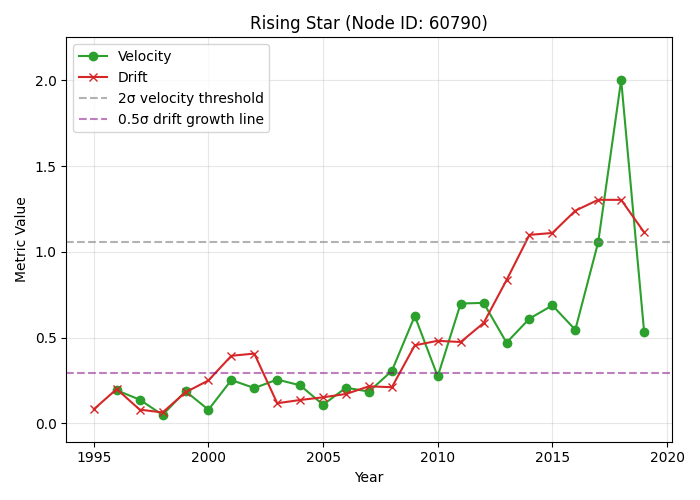 Rising Star (Node ID: 60790)
Velocity
Drift
2σ velocity threshold
0.5σ drift growth line
Metric Value
2.0
1.5
1.0
0.5
0.0
1995 2000 2005 2010 2015 2020
Year